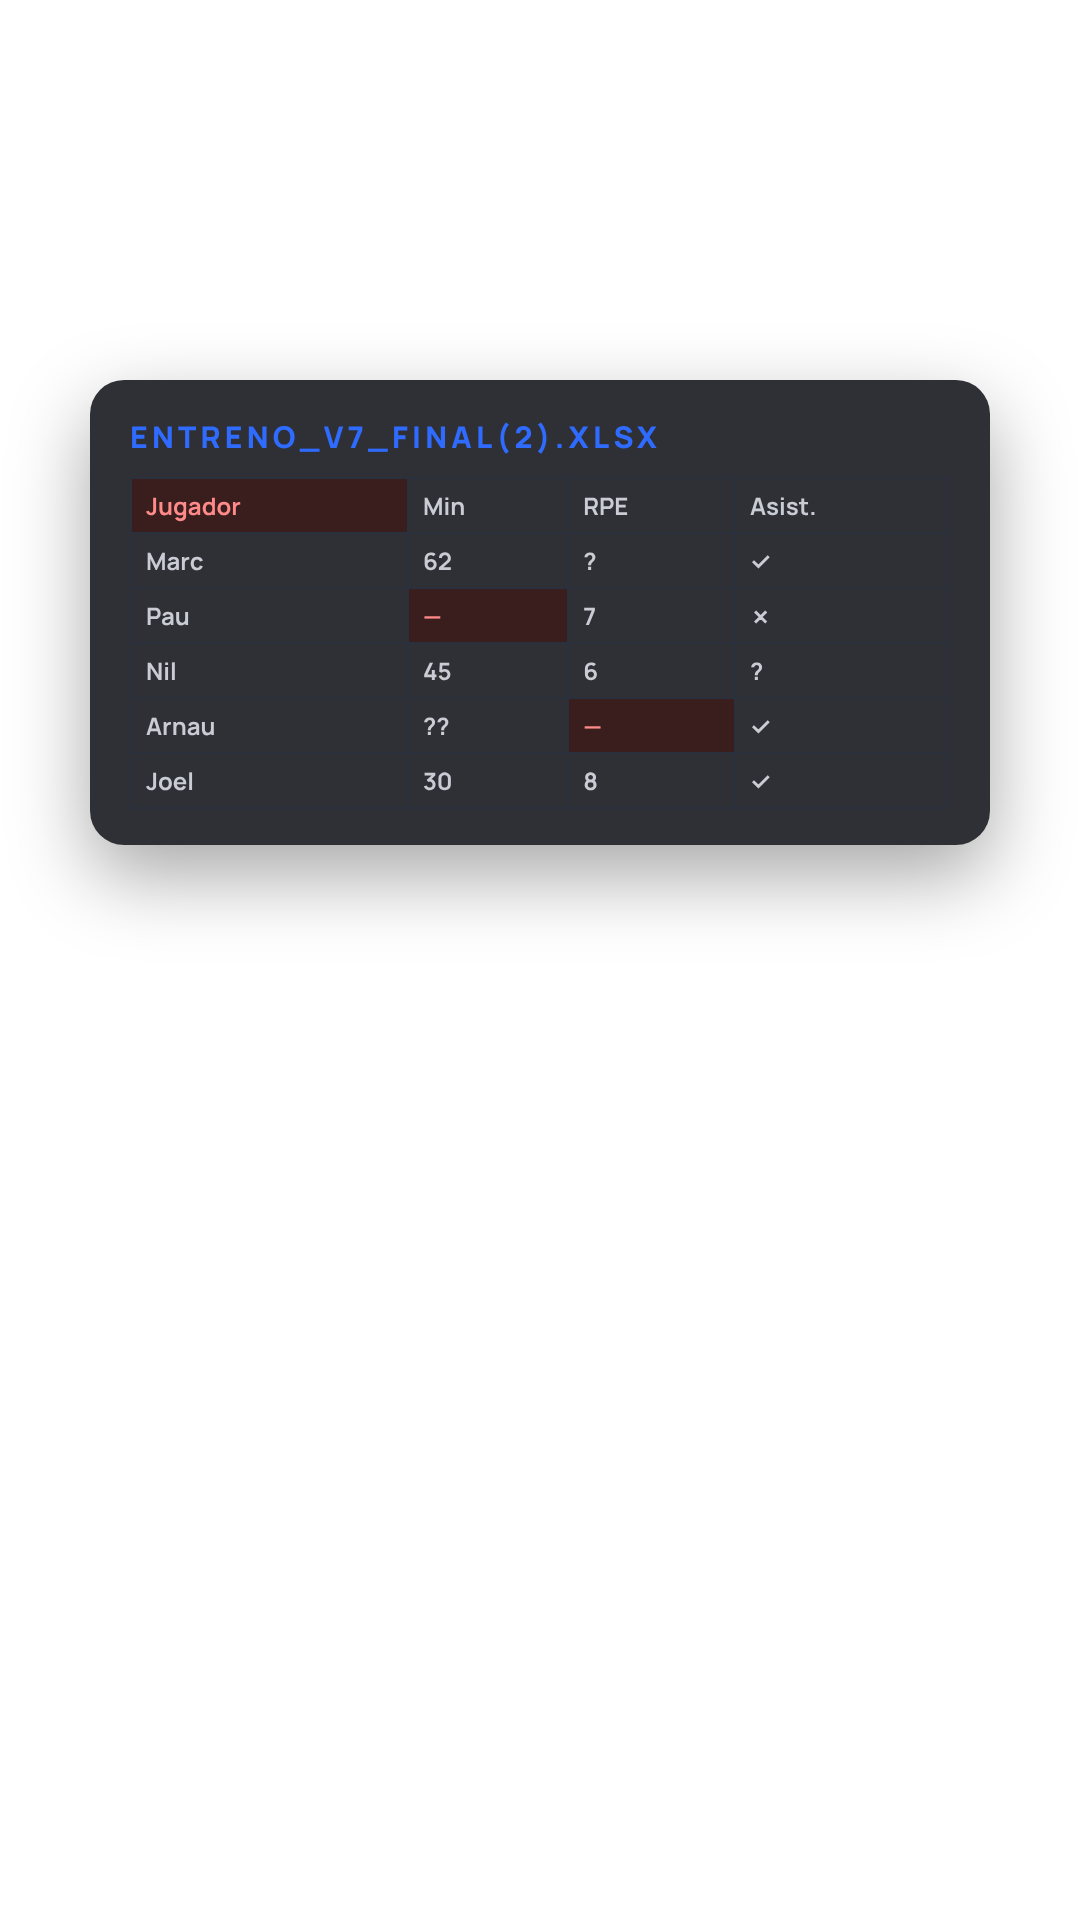 ENTRENO_V7_FINAL(2).XLSX
Jugador Min RPE Asist.
Marc 62 ? ✓
Pau – 7 ×
Nil 45 6 ?
Arnau ?? – ✓
Joel 30 8 ✓